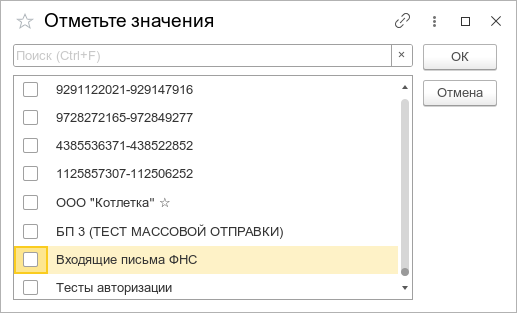 Отметьте значения
Поиск (Ctrl+F)
×
ОК
9291122021-929147916
Отмена
9728272165-972849277
4385536371-438522852
1125857307-112506252
ООО "Котлетка" ☆
БП 3 (ТЕСТ МАССОВОЙ ОТПРАВКИ)
Входящие письма ФНС
Тесты авторизации